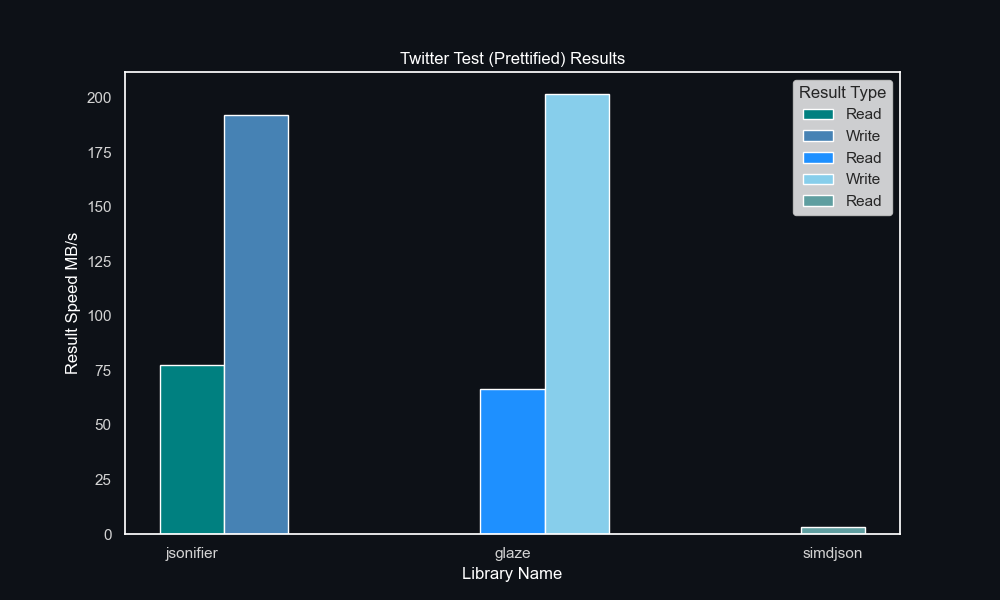 Twitter Test (Prettified) Results
Result Type
Read
Write
Read
Write
Read
Result Speed MB/s
200
175
150
125
100
75
50
25
0
jsonifier
glaze
simdjson
Library Name